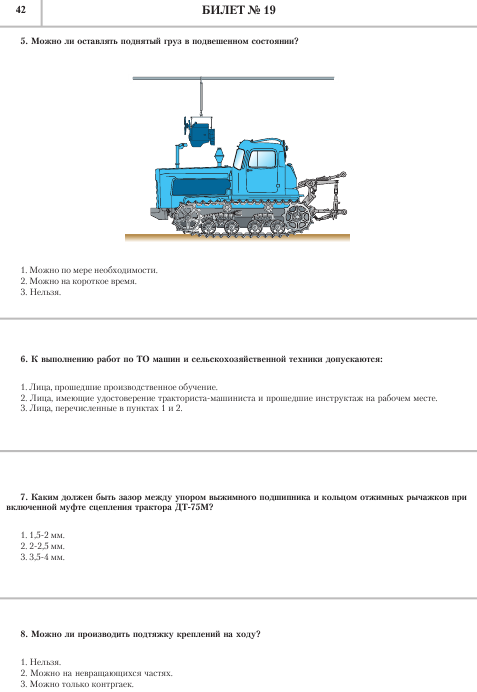 42
БИЛЕТ № 19
5. Можно ли оставлять поднятый груз в подвешенном состоянии?
1. Можно по мере необходимости.
2. Можно на короткое время.
3. Нельзя.
6. К выполнению работ по ТО машин и сельскохозяйственной техники допускаются:
1. Лица, прошедшие производственное обучение.
2. Лица, имеющие удостоверение тракториста-машиниста и прошедшие инструктаж на рабочем месте.
3. Лица, перечисленные в пунктах 1 и 2.
7. Каким должен быть зазор между упором выжимного подшипника и кольцом отжимных рычажков при
включенной муфте сцепления трактора ДТ-75М?
1. 1,5-2 мм.
2. 2-2,5 мм.
3. 3,5-4 мм.
8. Можно ли производить подтяжку креплений на ходу?
1. Нельзя.
2. Можно на невращающихся частях.
3. Можно только контргаек.